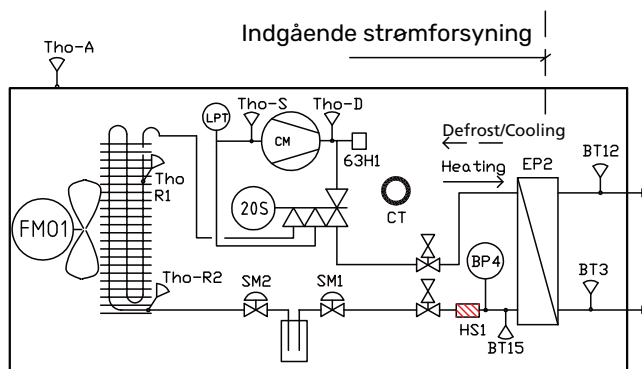 Indgående strømforsyning
Tho-A
Tho-S
Tho-D
LPT
CM
63H1
Defrost/Cooling
Heating
EP2
BT12
Tho
R1
20S
CT
FM01
BP4
Tho-R2
SM2
SM1
BT3
HS1
BT15